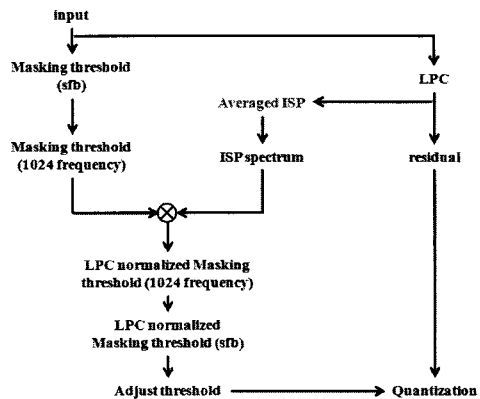 input
Masking threshold
(sfb)
LPC
Averaged ISP
Masking threshold
(1024 frequency)
ISP spectrum
residual
LPC normalized Masking
threshold (1024 frequency)
LPC normalized
Masking threshold (sfb)
Adjust threshold
Quantization